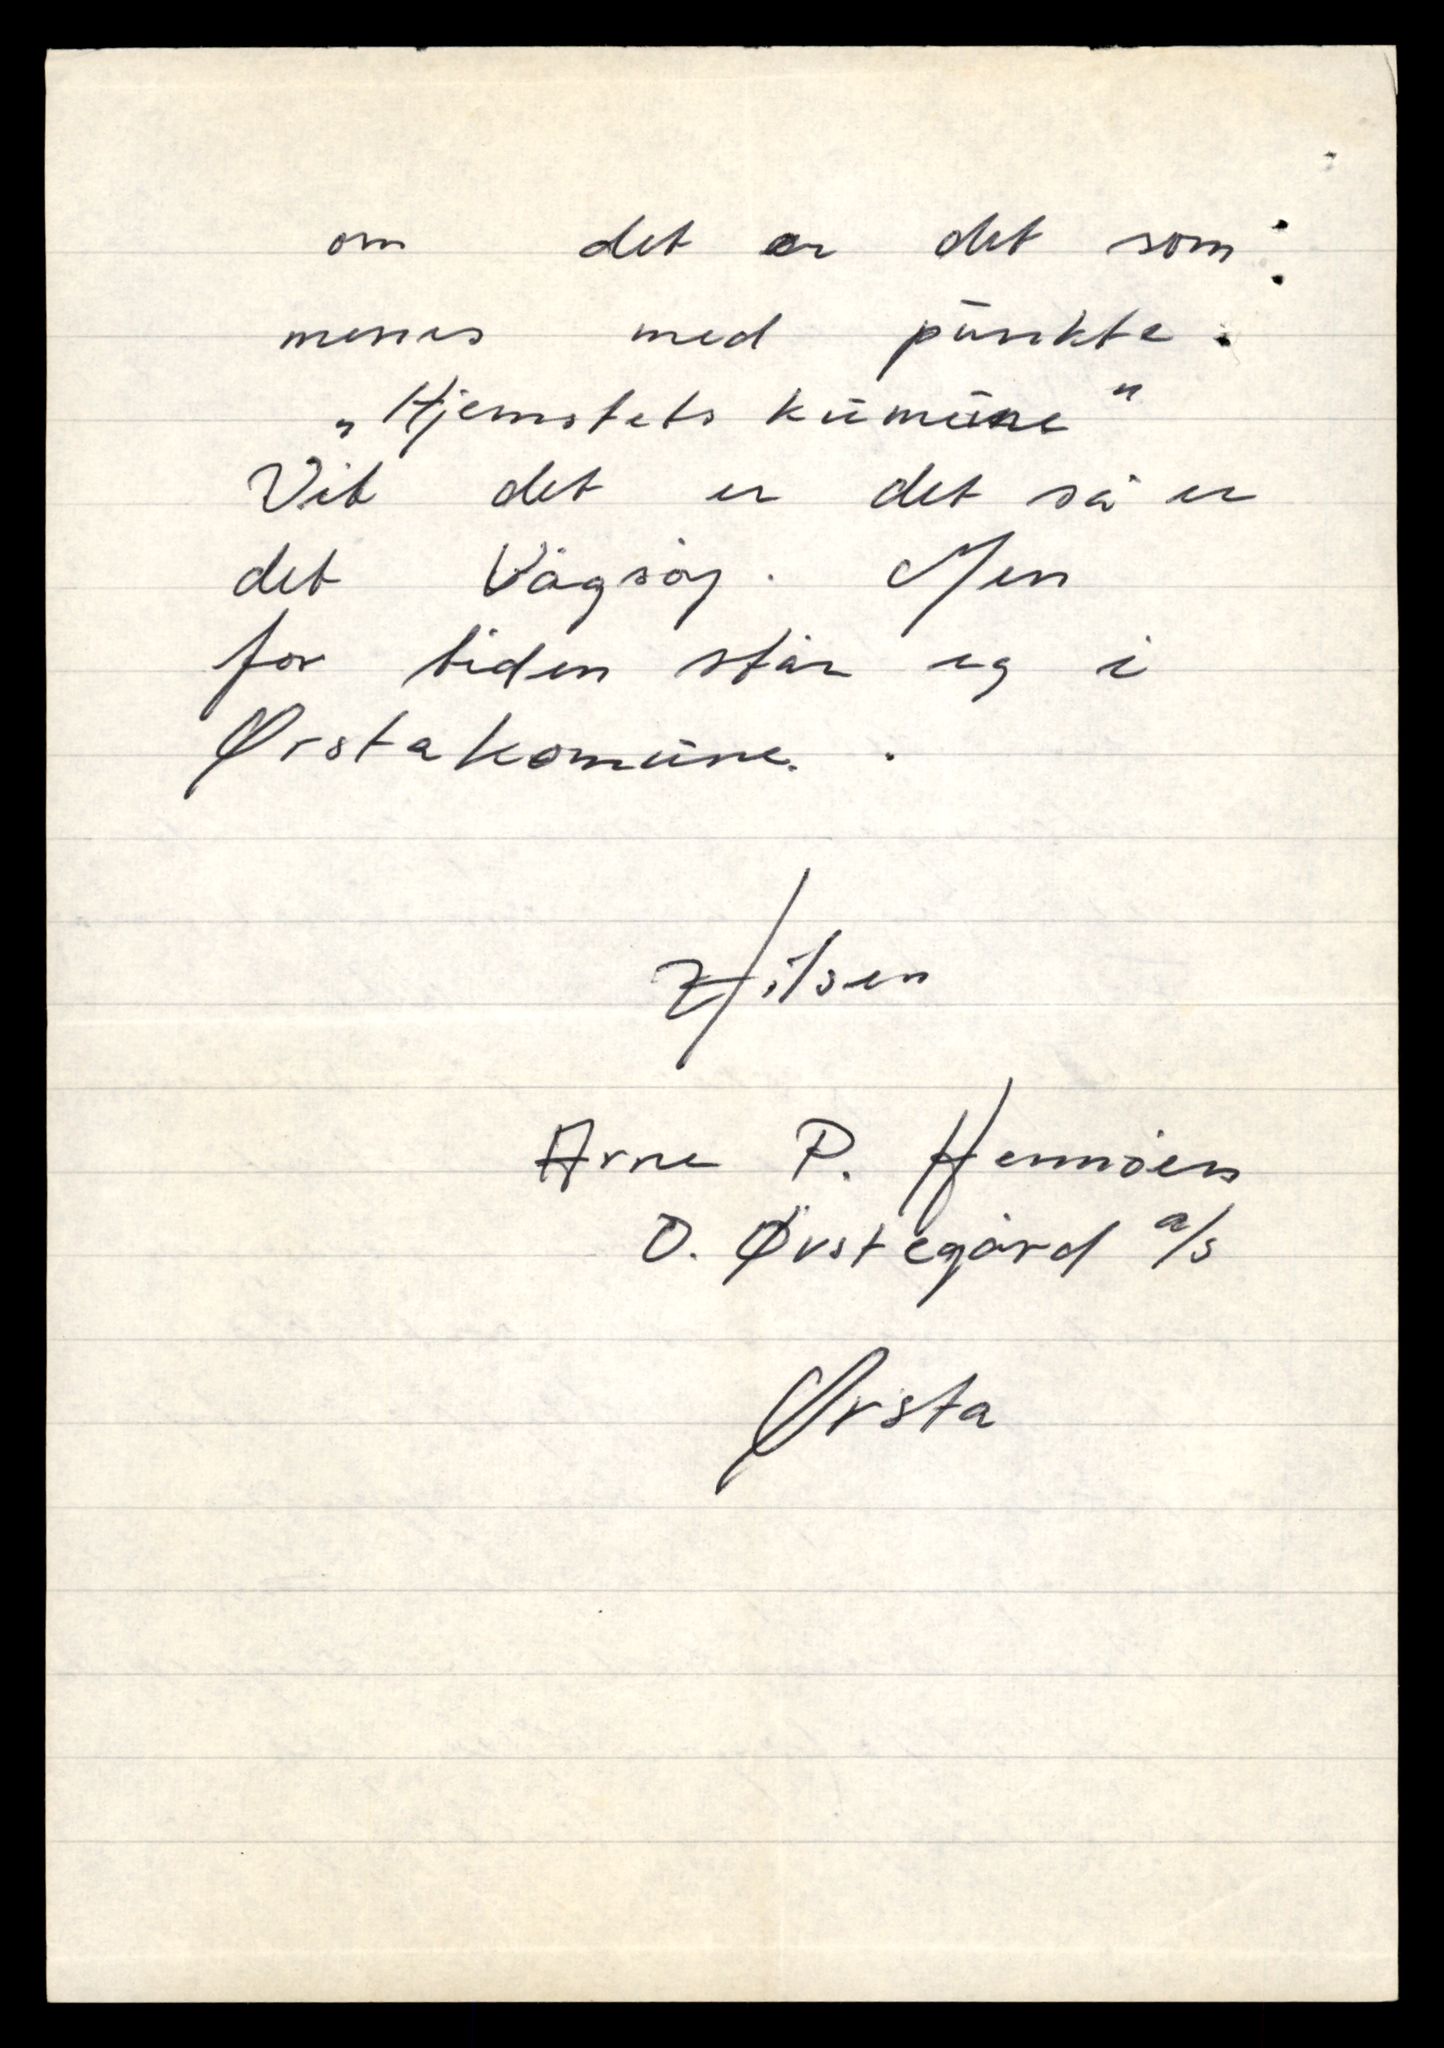 om det er det som
menes med punkte.
„Hjemstets kumune"
Vit det er det så er
det Vågsøy. Men
for tiden står eg i
Ørstakomune.
Hilsen
Arne P. Hennøen
O. Øvstegård a/s
Ørsta